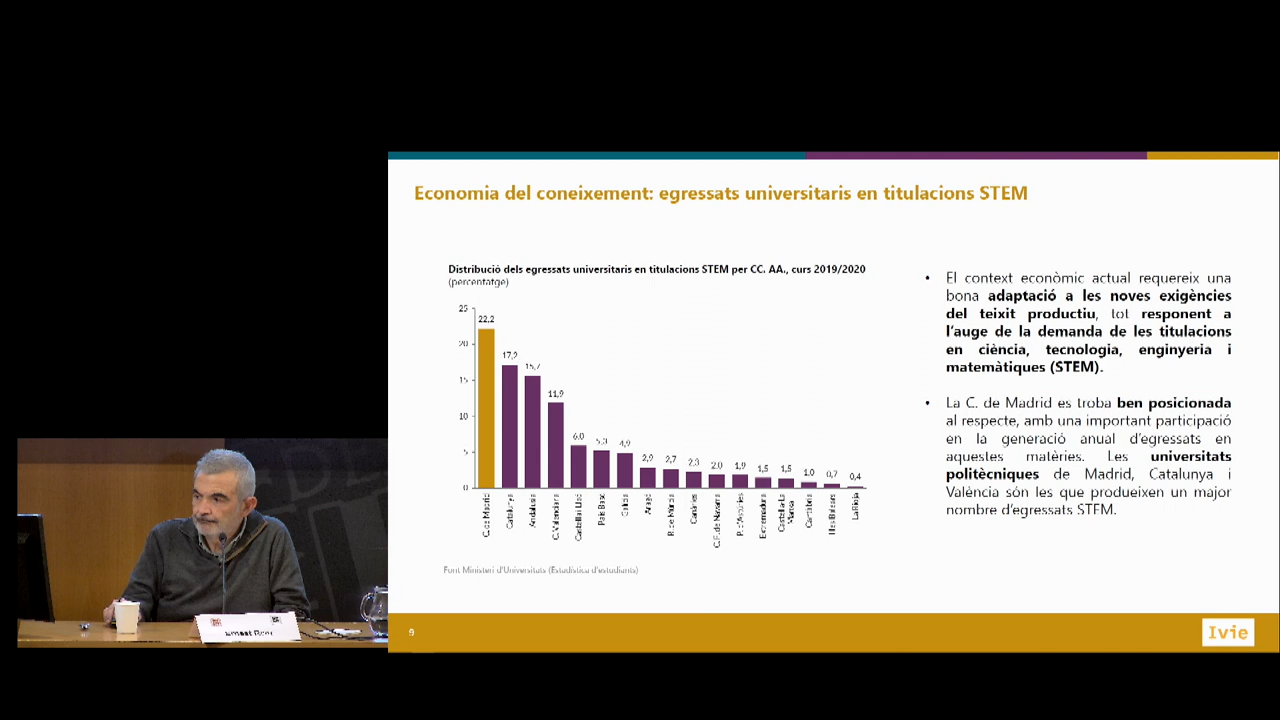 Economia del coneixement: egressats universitaris en titulacions STEM
Distribució dels egressats universitaris en titulacions STEM per CC. AA., curs 2019/2020
(percentatge)
25
20
15
10
5
0
22,2
17,2
15,7
11,9
6,0
5,3
4,9
2,9
2,7
2,3
2,0
1,9
1,5
1,5
1,0
0,7
0,4
C. de Madrid
Catalunya
Andalusia
C. Valenciana
Castella i Lleó
País Basc
Galícia
Aragó
R. de Múrcia
Canàries
C. F. de Navarra
P. d'Astúries
Extremadura
Castella-La
Manxa
Cantàbria
Illes Balears
La Rioja
Font Ministeri d'Universitats (Estadística d'estudiants)
• El context econòmic actual requereix una
bona adaptació a les noves exigències
del teixit productiu, tot responent a
l'auge de la demanda de les titulacions
en ciència, tecnologia, enginyeria i
matemàtiques (STEM).
• La C. de Madrid es troba ben posicionada
al respecte, amb una important participació
en la generació anual d'egressats en
aquestes matèries. Les universitats
politècniques de Madrid, Catalunya i
València són les que produeixen un major
nombre d'egressats STEM.
9
Ivie
Ernest